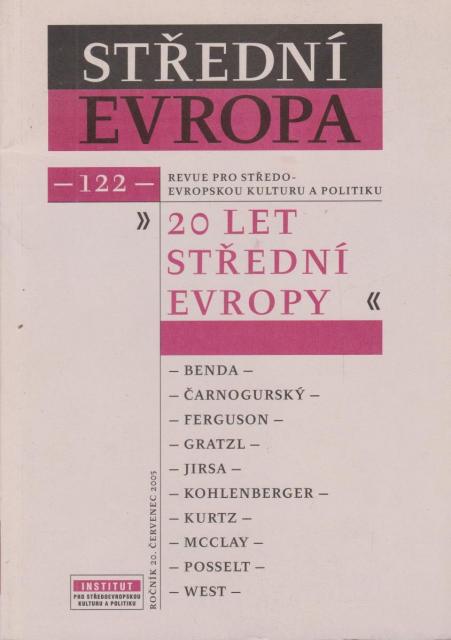 STŘEDNÍ
EVROPA
– 122 –
REVUE PRO STŘEDO-
EVROPSKOU KULTURU A POLITIKU
» 20 LET
STŘEDNÍ
EVROPY «
– BENDA –
– ČARNOGURSKÝ –
– FERGUSON –
– GRATZL –
– JIRSA –
– KOHLENBERGER –
– KURTZ –
– MCCLAY –
– POSSELT –
– WEST –
ROČNÍK 20. ČERVENEC 2005
INSTITUT
PRO STŘEDOEVROPSKOU
KULTURU A POLITIKU